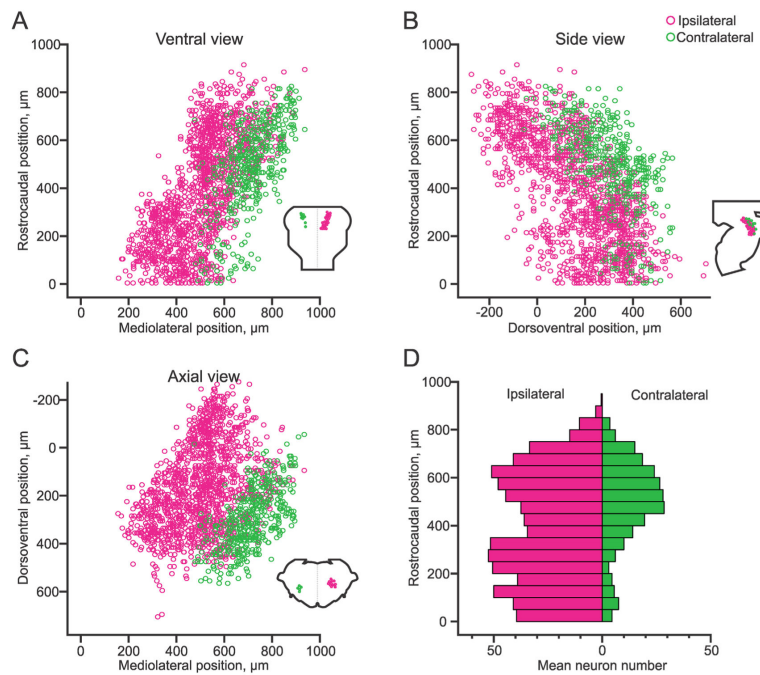 A
Ventral view
1000
800
600
400
200
0
Rostrocaudal position, µm
0 200 400 600 800 1000
Mediolateral position, µm
B
Side view
Ipsilateral
Contralateral
1000
800
600
400
200
0
Rostrocaudal position, µm
-200 0 200 400 600
Dorsoventral position, µm
C
Axial view
-200
0
200
400
600
Dorsoventral position, µm
0 200 400 600 800 1000
Mediolateral position, µm
D
1000
800
600
400
200
0
Rostrocaudal position, µm
Ipsilateral
Contralateral
50 0 50
Mean neuron number